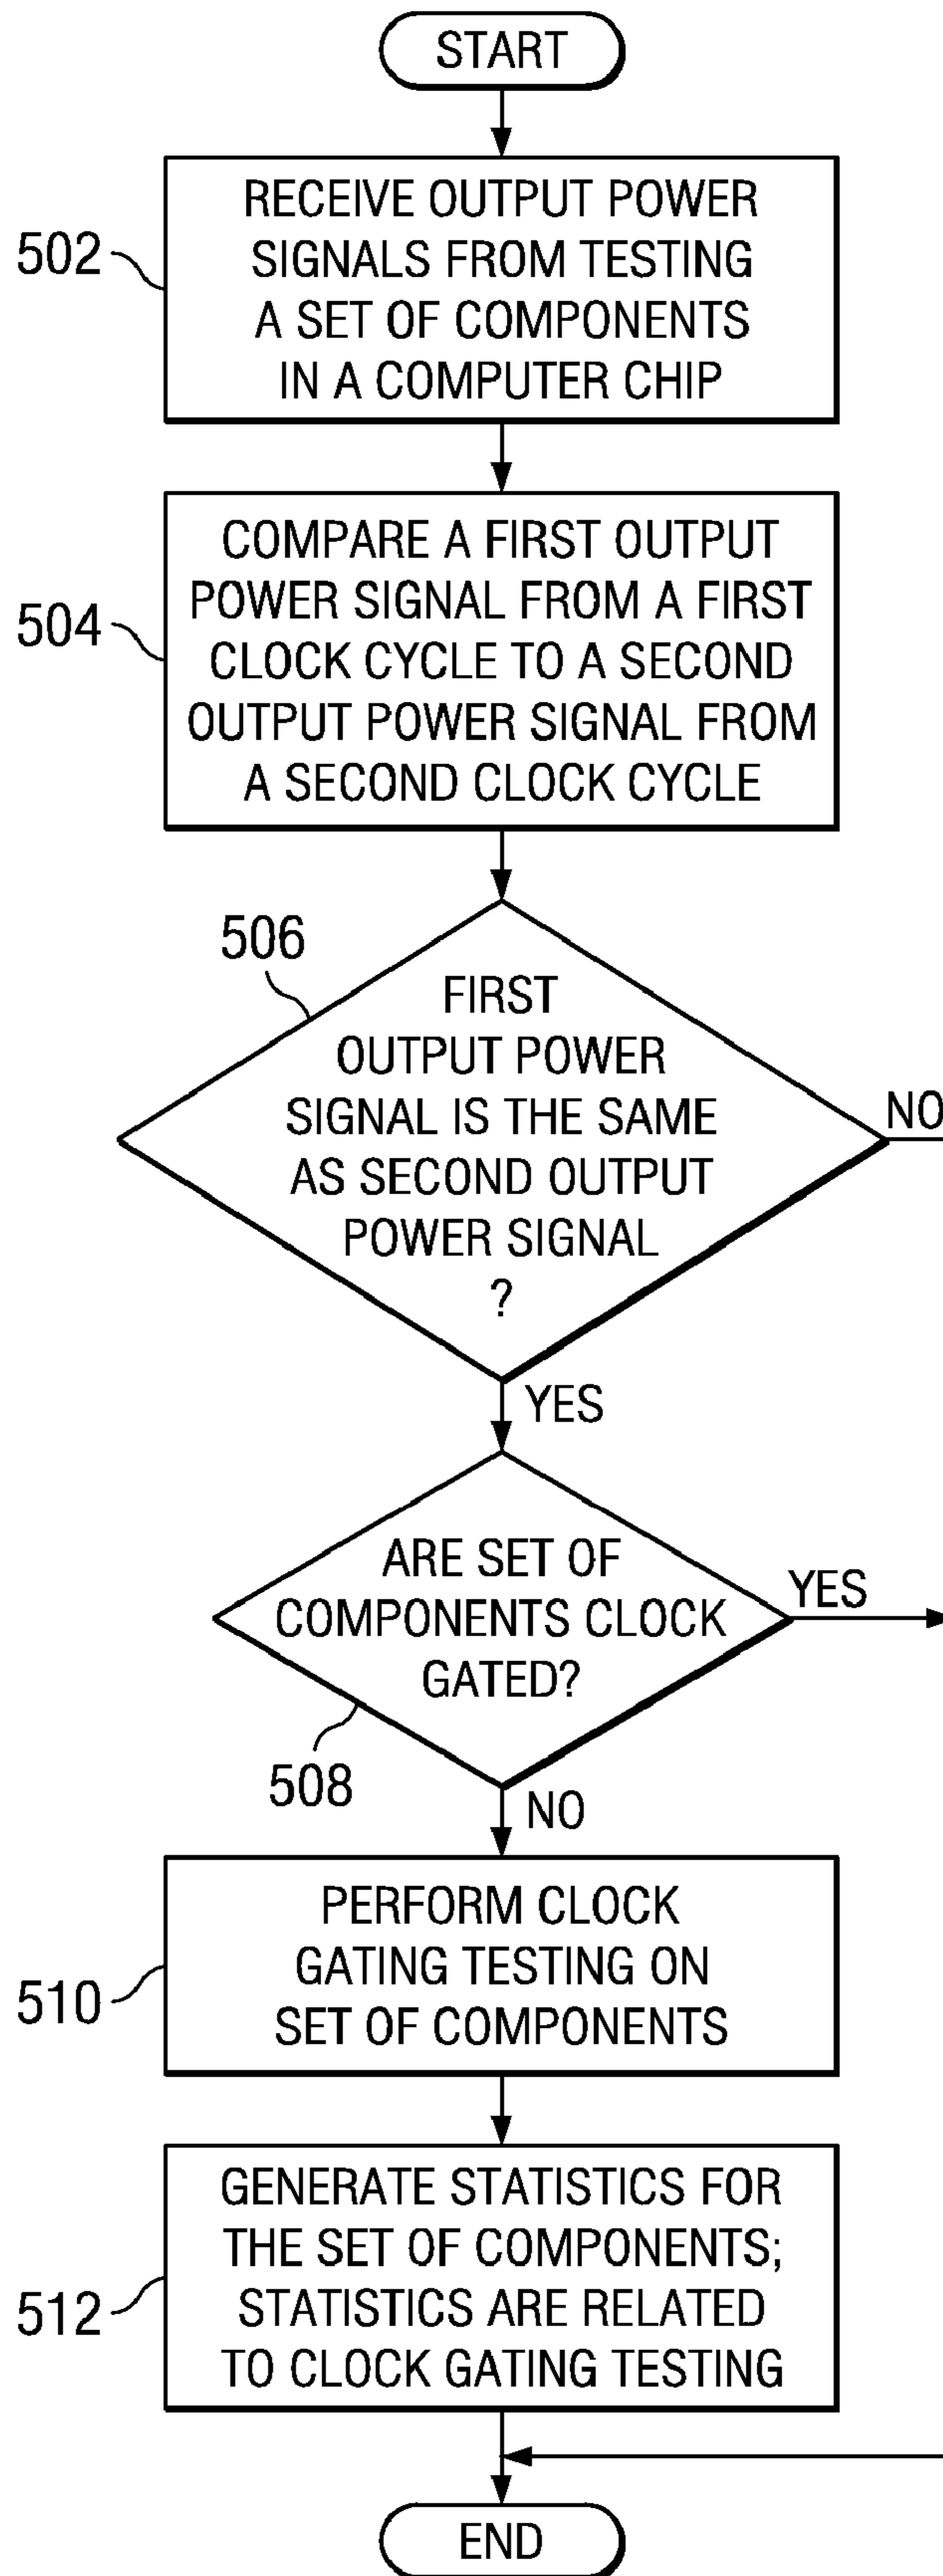 START
502
RECEIVE OUTPUT POWER
SIGNALS FROM TESTING
A SET OF COMPONENTS
IN A COMPUTER CHIP
504
COMPARE A FIRST OUTPUT
POWER SIGNAL FROM A FIRST
CLOCK CYCLE TO A SECOND
OUTPUT POWER SIGNAL FROM
A SECOND CLOCK CYCLE
506
FIRST
OUTPUT POWER
SIGNAL IS THE SAME
AS SECOND OUTPUT
POWER SIGNAL
?
NO
YES
ARE SET OF
COMPONENTS CLOCK
GATED?
YES
508
NO
510
PERFORM CLOCK
GATING TESTING ON
SET OF COMPONENTS
512
GENERATE STATISTICS FOR
THE SET OF COMPONENTS;
STATISTICS ARE RELATED
TO CLOCK GATING TESTING
END